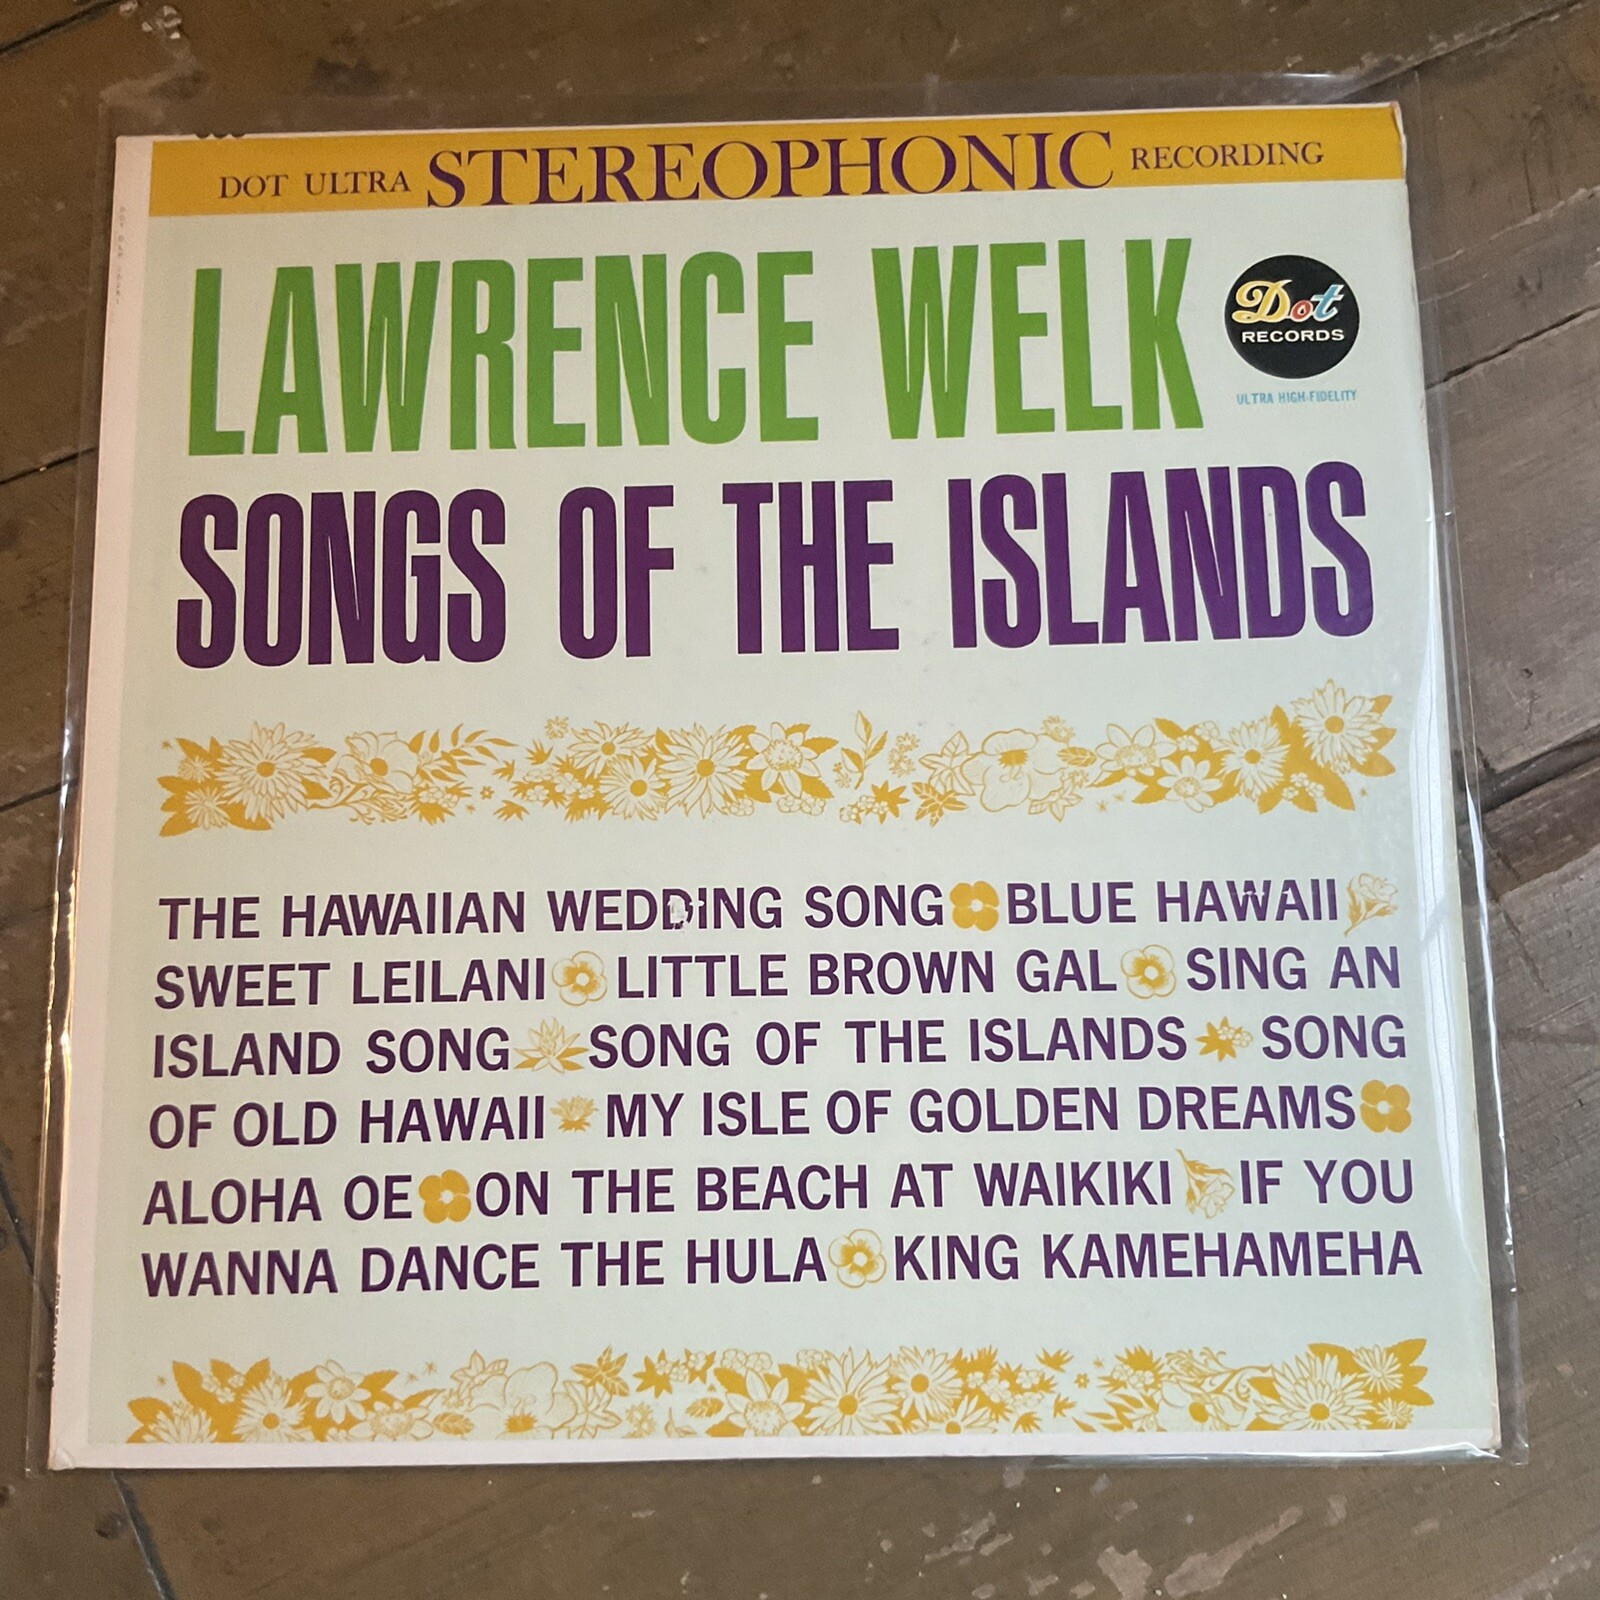 DOT ULTRA STEREOPHONIC RECORDING
LAWRENCE WELK
Dot
RECORDS
ULTRA HIGH-FIDELITY
SONGS OF THE ISLANDS
THE HAWAIIAN WEDDING SONG BLUE HAWAII
SWEET LEILANI LITTLE BROWN GAL SING AN
ISLAND SONG SONG OF THE ISLANDS SONG
OF OLD HAWAII MY ISLE OF GOLDEN DREAMS
ALOHA OE ON THE BEACH AT WAIKIKI IF YOU
WANNA DANCE THE HULA KING KAMEHAMEHA